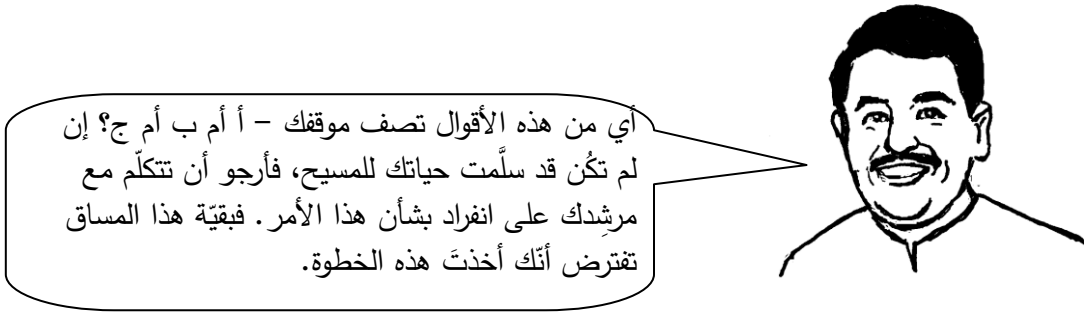 أي من هذه الأقوال تصف موقفك – أ أم ب أم ج؟ إن
لم تكُن قد سلَّمت حياتك للمسيح، فأرجو أن تتكلّم مع
مرشِدك على انفراد بشأن هذا الأمر. فبقيّة هذا المساق
تفترض أنّك أخذتَ هذه الخطوة.